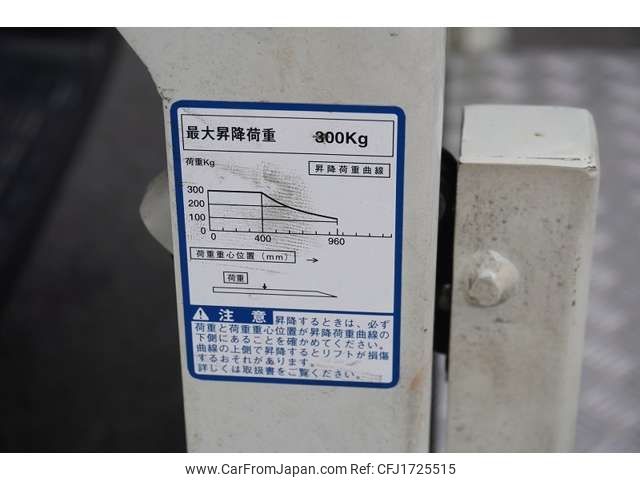 最大昇降荷重 300Kg
荷重Kg
昇降荷重曲線
300
200
100
0 400 960
荷重重心位置(mm) →
荷重
注意 昇降するときは、必ず
荷重と荷重重心位置が昇降荷重曲線の
下側にあることを確かめてください。
曲線の上側で昇降するとリフトが損傷
するおそれがあります。
詳しくは取扱書をご覧ください。
© www.CarFromJapan.com - Photo ID: CFJ1725515